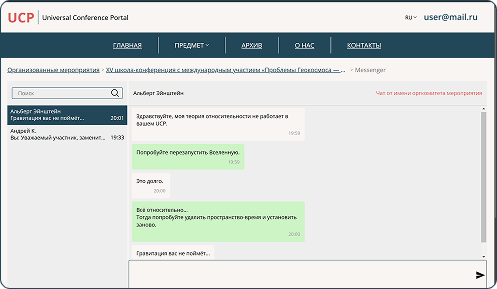 UCP Universal Conference Portal
RU user@mail.ru
ГЛАВНАЯ ПРЕДМЕТ АРХИВ О НАС КОНТАКТЫ
Организованные мероприятия - XV школа-конференция с международным участием «Проблемы Геокосмоса — ... - Messenger
Поиск
Альберт Эйнштейн
Гравитация вас не поймёт... 20:01
Андрей К.
Вы: Уважаемый участник, заменит... 19:33
Альберт Эйнштейн
Чат от имени оргкомитета мероприятия
Здравствуйте, моя теория относительности не работает в
вашем UCP.
19:59
Попробуйте перезапустить Вселенную.
19:59
Это долго.
20:00
Всё относительно...
Тогда попробуйте удалить пространство-время и установить
заново.
20:00
Гравитация вас не поймёт...